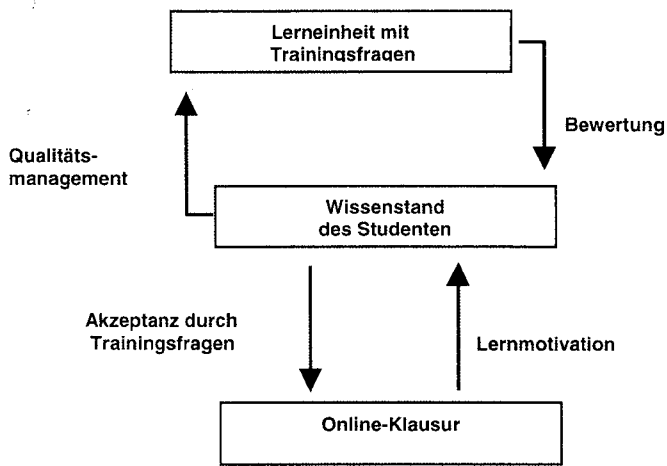 Lerneinheit mit
Trainingsfragen
Bewertung
Qualitäts-
management
Wissenstand
des Studenten
Akzeptanz durch
Trainingsfragen
Lernmotivation
Online-Klausur